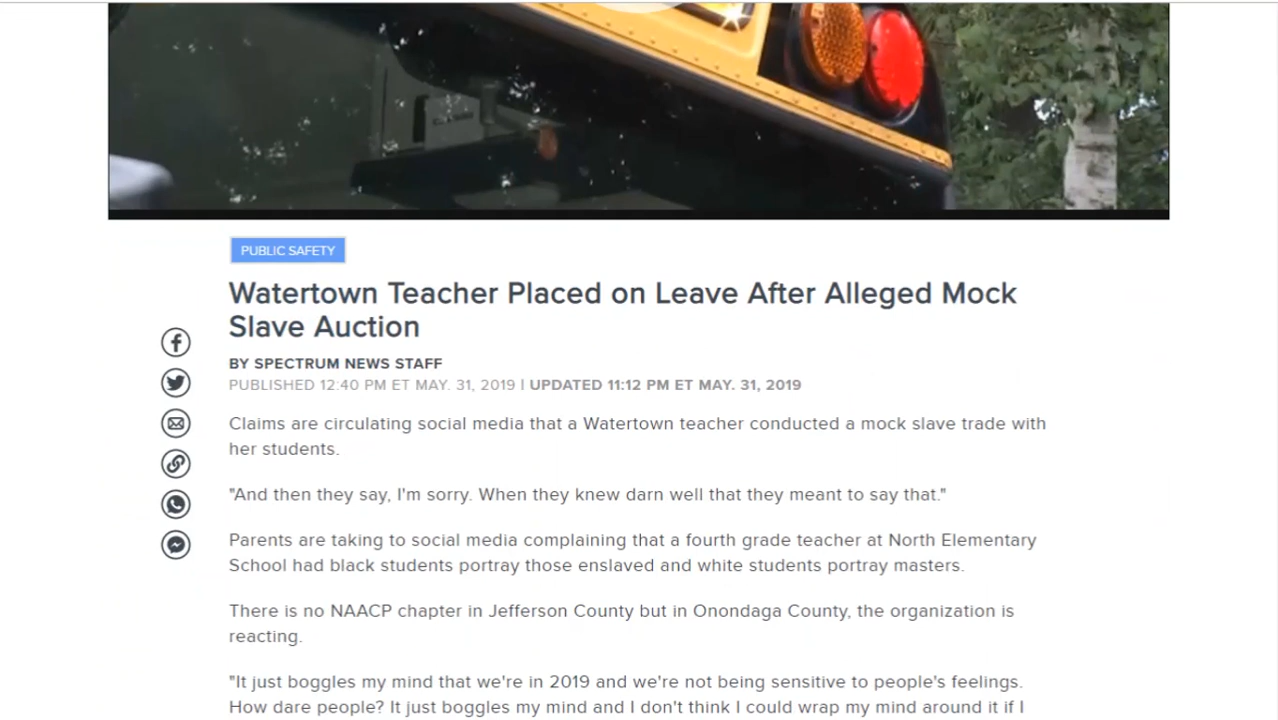 PUBLIC SAFETY
Watertown Teacher Placed on Leave After Alleged Mock
Slave Auction
BY SPECTRUM NEWS STAFF
PUBLISHED 12:40 PM ET MAY. 31, 2019 | UPDATED 11:12 PM ET MAY. 31, 2019
Claims are circulating social media that a Watertown teacher conducted a mock slave trade with
her students.
"And then they say, I'm sorry. When they knew darn well that they meant to say that."
Parents are taking to social media complaining that a fourth grade teacher at North Elementary
School had black students portray those enslaved and white students portray masters.
There is no NAACP chapter in Jefferson County but in Onondaga County, the organization is
reacting.
"It just boggles my mind that we're in 2019 and we're not being sensitive to people's feelings.
How dare people? It just boggles my mind and I don't think I could wrap my mind around it if I